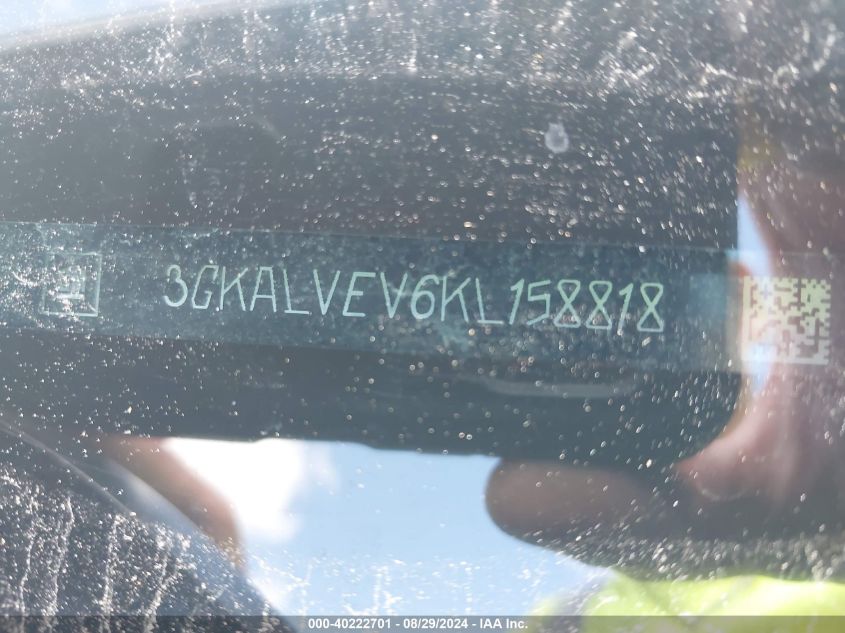 3GKALVEV6KL158818
000-40222701 - 08/29/2024 - IAA Inc.